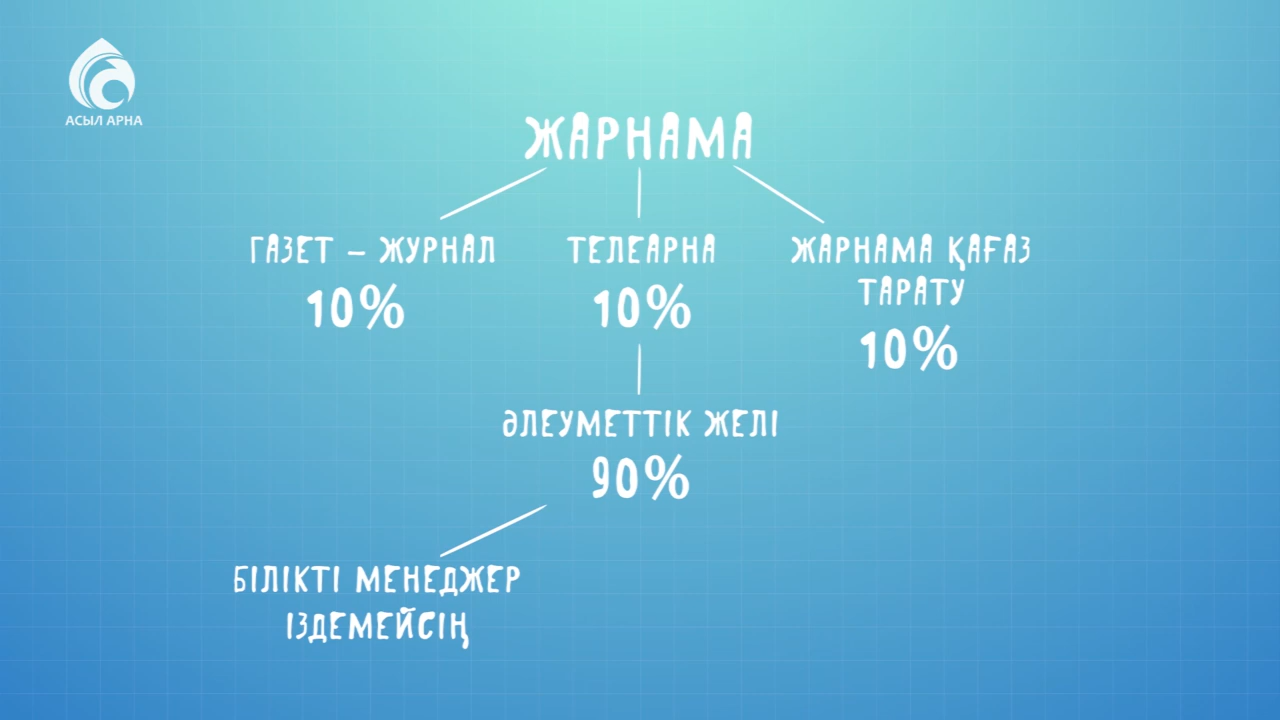 АСЫЛ АРНА
ЖАРНАМА
ГАЗЕТ – ЖУРНАЛ
10%
ТЕЛЕАРНА
10%
ЖАРНАМА ҚАҒАЗ
ТАРАТУ
10%
ӘЛЕУМЕТТІК ЖЕЛІ
90%
БІЛІКТІ МЕНЕДЖЕР
ІЗДЕМЕЙСІҢ